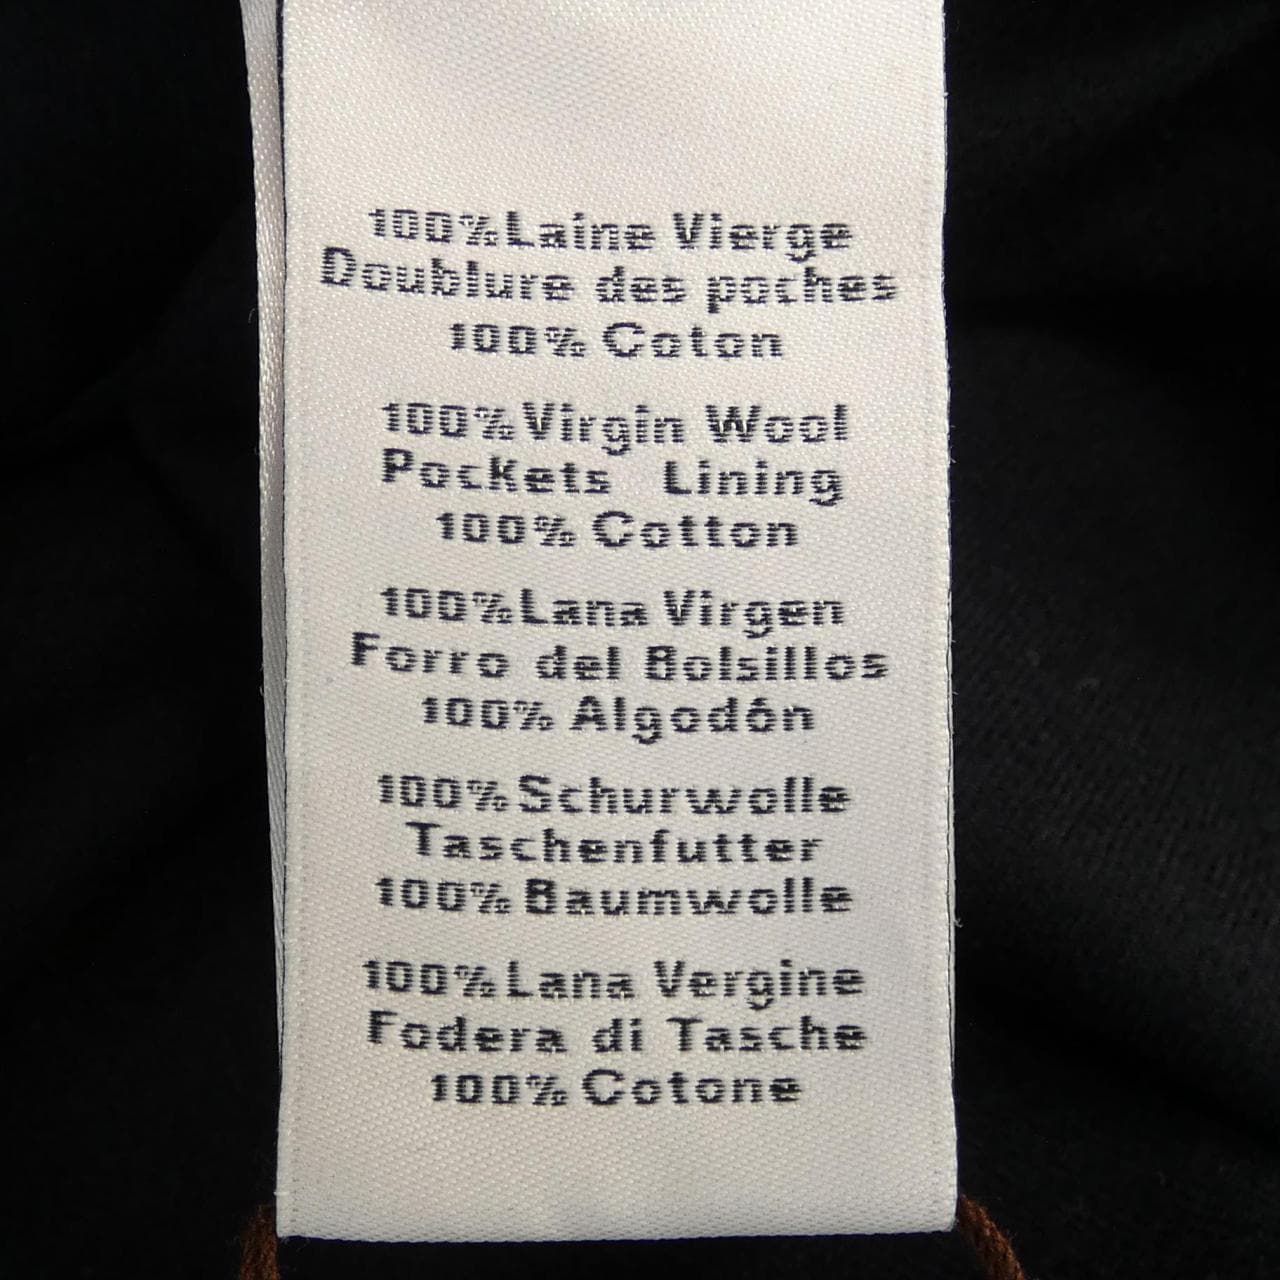 100% Laine Vierge
Doublure des poches
100% Coton
100% Virgin Wool
Pockets Lining
100% Cotton
100% Lana Virgen
Forro del Bolsillos
100% Algodón
100% Schurwolle
Taschenfutter
100% Baumwolle
100% Lana Vergine
Fodera di Tasche
100% Cotone